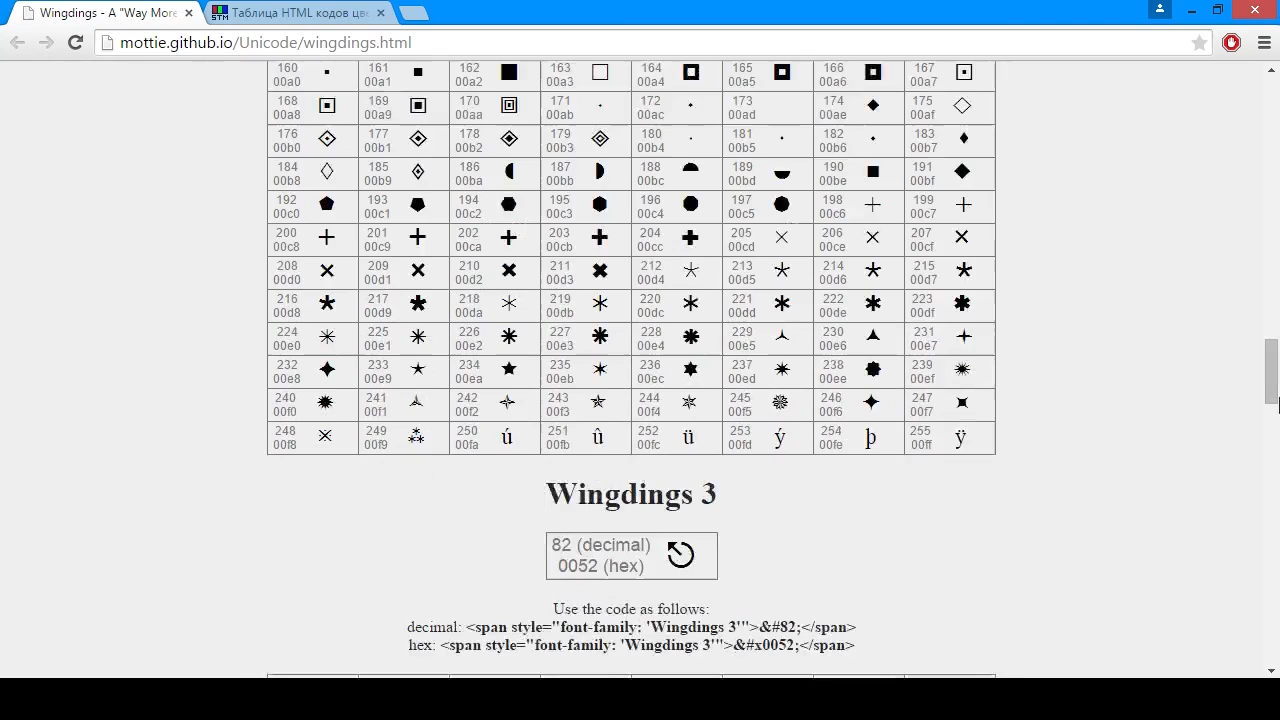 Wingdings - A "Way More
Таблица HTML кодов цве
mottie.github.io/Unicode/wingdings.html
160 ▪ 161 ■ 162 ■ 163 □ 164 165 166 167
00a0 00a1 00a2 00a3 00a4 00a5 00a6 00a7
168 169 170 171 172 173 174 ◆ 175 ◇
00a8 00a9 00aa 00ab 00ac 00ad 00ae 00af
176 177 178 179 180 181 182 183
00b0 00b1 00b2 00b3 00b4 00b5 00b6 00b7
184 185 186 187 188 189 190 191
00b8 00b9 00ba 00bb 00bc 00bd 00be 00bf
192 193 194 195 196 197 198 199
00c0 00c1 00c2 00c3 00c4 00c5 00c6 00c7
200 201 202 203 204 205 206 207
00c8 00c9 00ca 00cb 00cc 00cd 00ce 00cf
208 209 210 211 212 213 214 215
00d0 00d1 00d2 00d3 00d4 00d5 00d6 00d7
216 217 218 219 220 221 222 223
00d8 00d9 00da 00db 00dc 00dd 00de 00df
224 225 226 227 228 229 230 231
00e0 00e1 00e2 00e3 00e4 00e5 00e6 00e7
232 233 234 235 236 237 238 239
00e8 00e9 00ea 00eb 00ec 00ed 00ee 00ef
240 241 242 243 244 245 246 247
00f0 00f1 00f2 00f3 00f4 00f5 00f6 00f7
248 249 250 ú 251 û 252 ü 253 ý 254 þ 255 ÿ
00f8 00f9 00fa 00fb 00fc 00fd 00fe 00ff
Wingdings 3
82 (decimal)
0052 (hex)
Use the code as follows:
decimal: <span style="font-family: 'Wingdings 3'">&#82;</span>
hex: <span style="font-family: 'Wingdings 3'">&#x0052;</span>